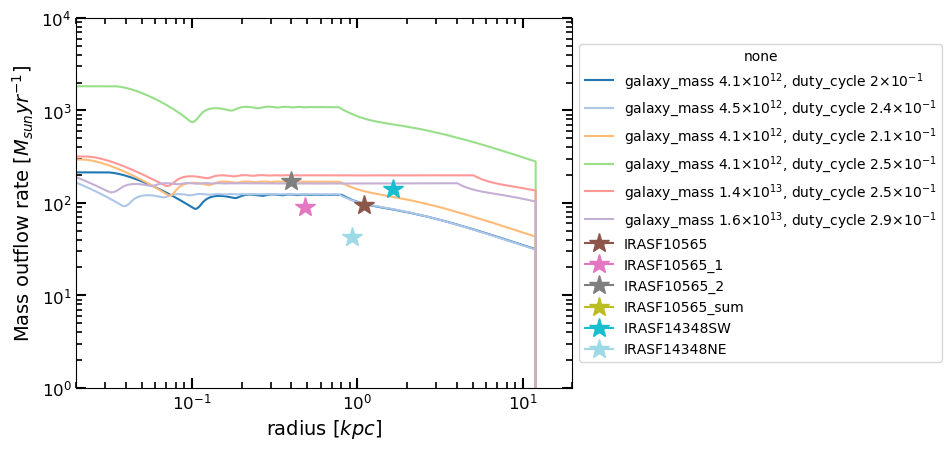 10⁴
10³
10²
10¹
10⁰
Mass outflow rate [M_sun yr⁻¹]
10⁻¹
10⁰
10¹
radius [kpc]
none
galaxy_mass 4.1×10¹², duty_cycle 2×10⁻¹
galaxy_mass 4.5×10¹², duty_cycle 2.4×10⁻¹
galaxy_mass 4.1×10¹², duty_cycle 2.1×10⁻¹
galaxy_mass 4.1×10¹², duty_cycle 2.5×10⁻¹
galaxy_mass 1.4×10¹³, duty_cycle 2.5×10⁻¹
galaxy_mass 1.6×10¹³, duty_cycle 2.9×10⁻¹
IRASF10565
IRASF10565_1
IRASF10565_2
IRASF10565_sum
IRASF14348SW
IRASF14348NE